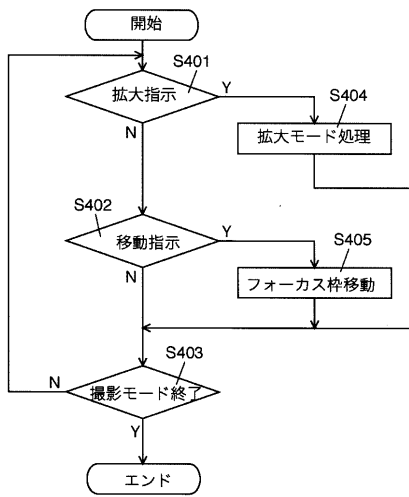 開始
S401
拡大指示
Y
S404
拡大モード処理
N
S402
移動指示
Y
S405
フォーカス枠移動
N
S403
撮影モード終了
N
Y
エンド